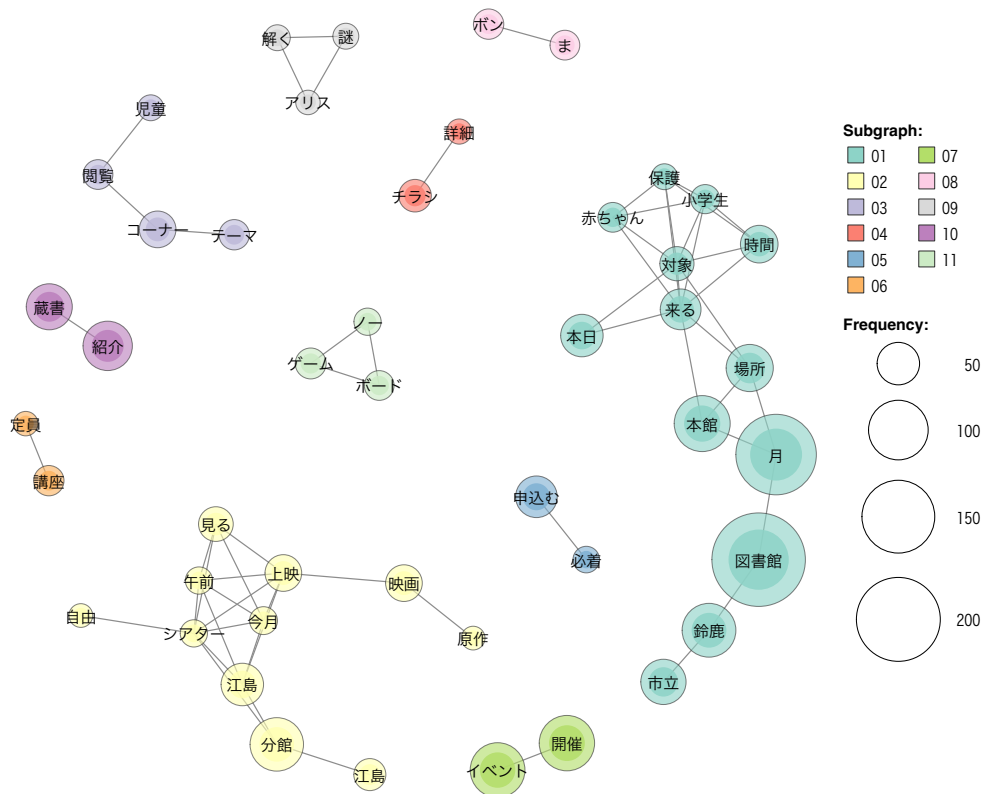 ボン
ま
解く
謎
アリス
児童
詳細
閲覧
チラシ
コーナー
テーマ
保護
小学生
赤ちゃん
時間
対象
来る
本日
場所
本館
月
図書館
鈴鹿
市立
蔵書
紹介
ノー
ゲーム
ボード
定員
講座
申込む
必着
見る
午前
上映
映画
自由
シアター
今月
原作
江島
分館
江島
開催
イベント
Subgraph:
01 07
02 08
03 09
04 10
05 11
06
Frequency:
50
100
150
200